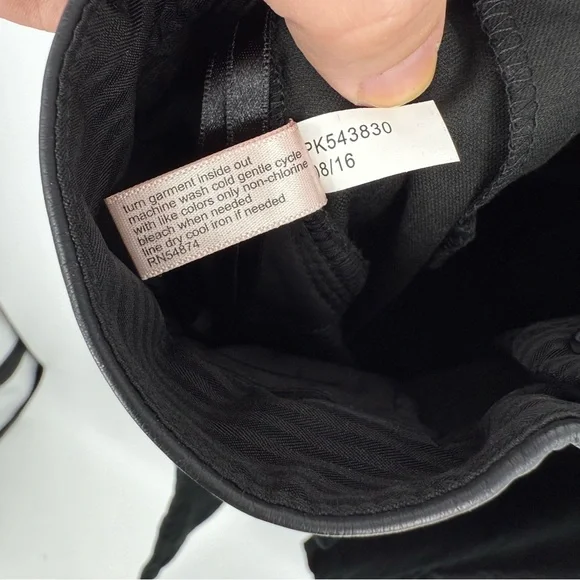 turn garment inside out
machine wash cold gentle cycle
with like colors only non-chlorine
bleach when needed
line dry cool iron if needed
RN54874
PK543830
08/16